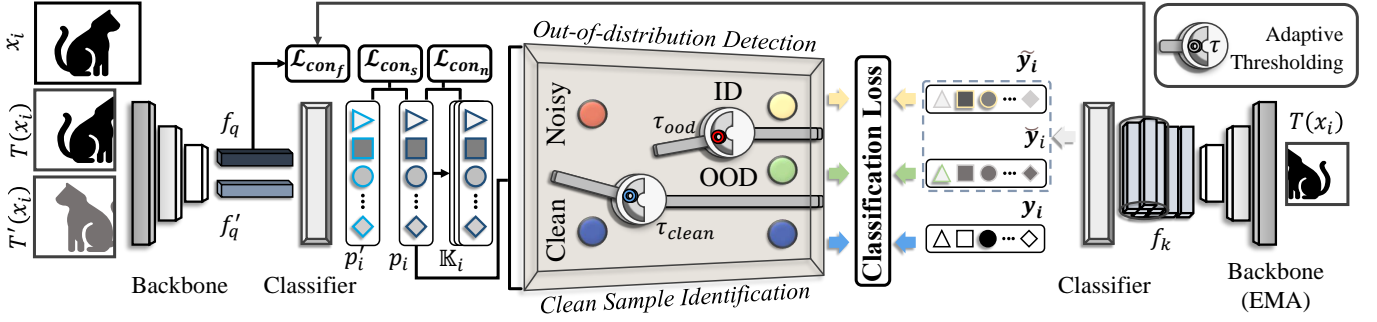 x_i
T(x_i)
T'(x_i)
Backbone
f_q
f'_q
Classifier
ℒ_con_f
ℒ_con_s
ℒ_con_n
p'_i
p_i
𝕂_i
Out-of-distribution Detection
Noisy
ID
τ_ood
OOD
Clean
τ_clean
Clean Sample Identification
Classification Loss
ỹ_i
y̆_i
y_i
Classifier
f_k
T(x_i)
Backbone
(EMA)
τ
Adaptive
Thresholding